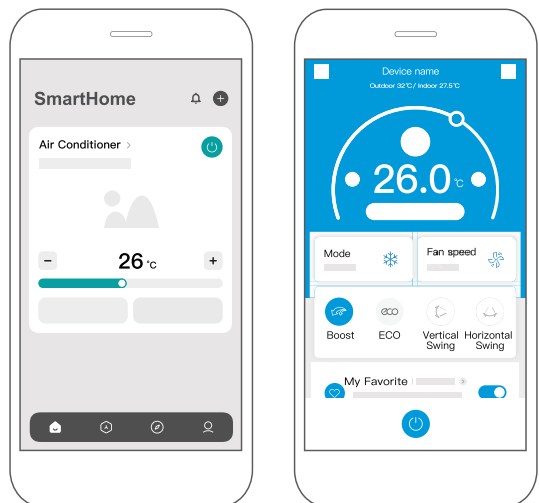 SmartHome
Air Conditioner >
− 26 °C +
Device name
Outdoor 32℃/ Indoor 27.5℃
26.0 °C
Mode
Fan speed
eco
Boost
ECO
Vertical Swing
Horizontal Swing
My Favorite